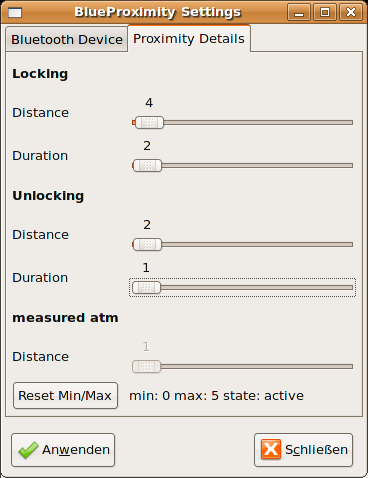 BlueProximity Settings
Bluetooth Device Proximity Details
Locking
4
Distance
2
Duration
Unlocking
2
Distance
1
Duration
measured atm
1
Distance
Reset Min/Max min: 0 max: 5 state: active
Anwenden Schließen